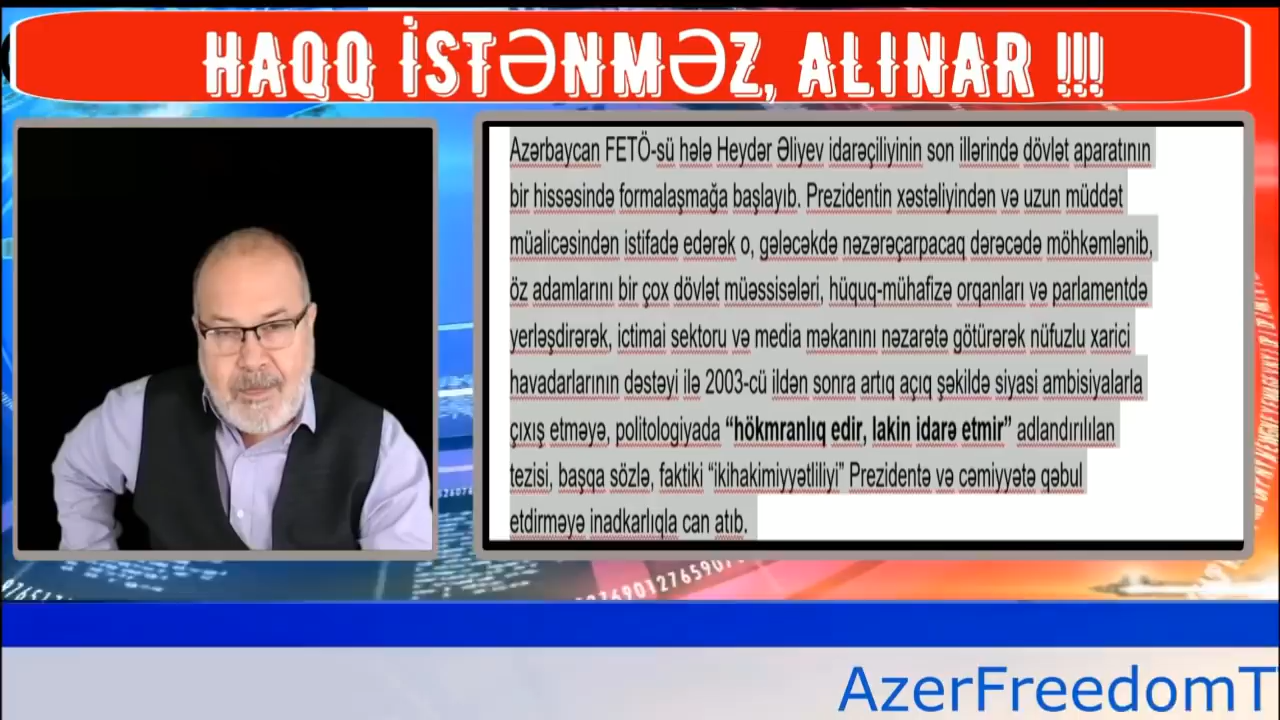 HAQQ İSTƏNMƏZ, ALINAR !!!
Azərbaycan FETÖ-sü hələ Heydər Əliyev idarəçiliyinin son illərində dövlət aparatının
bir hissəsində formalaşmağa başlayıb. Prezidentin xəstəliyindən və uzun müddət
müalicəsindən istifadə edərək o, gələcəkdə nəzərəçarpacaq dərəcədə möhkəmlənib,
öz adamlarını bir çox dövlət müəssisələri, hüquq-mühafizə orqanları və parlamentdə
yerləşdirərək, ictimai sektoru və media məkanını nəzarətə götürərək nüfuzlu xarici
havadarlarının dəstəyi ilə 2003-cü ildən sonra artıq açıq şəkildə siyasi ambisiyalarla
çıxış etməyə, politologiyada “hökmranlıq edir, lakin idarə etmir” adlandırılılan
tezisi, başqa sözlə, faktiki “ikihakimiyyətliliyi” Prezidentə və cəmiyyətə qəbul
etdirməyə inadkarlıqla can atıb.
AzerFreedomT